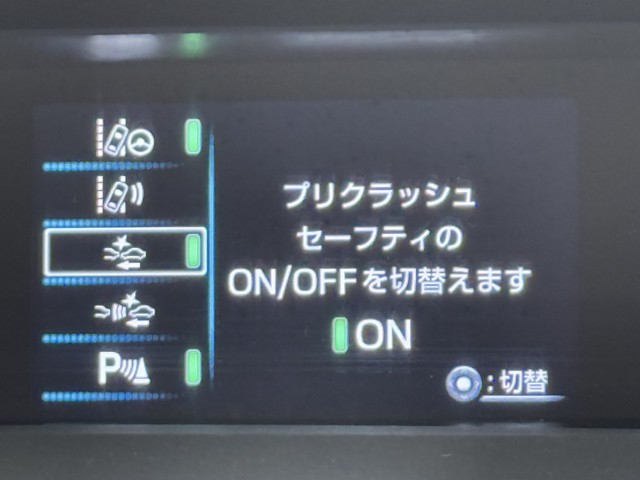 プリクラッシュ
セーフティの
ON/OFFを切替えます
ON
P
:切替